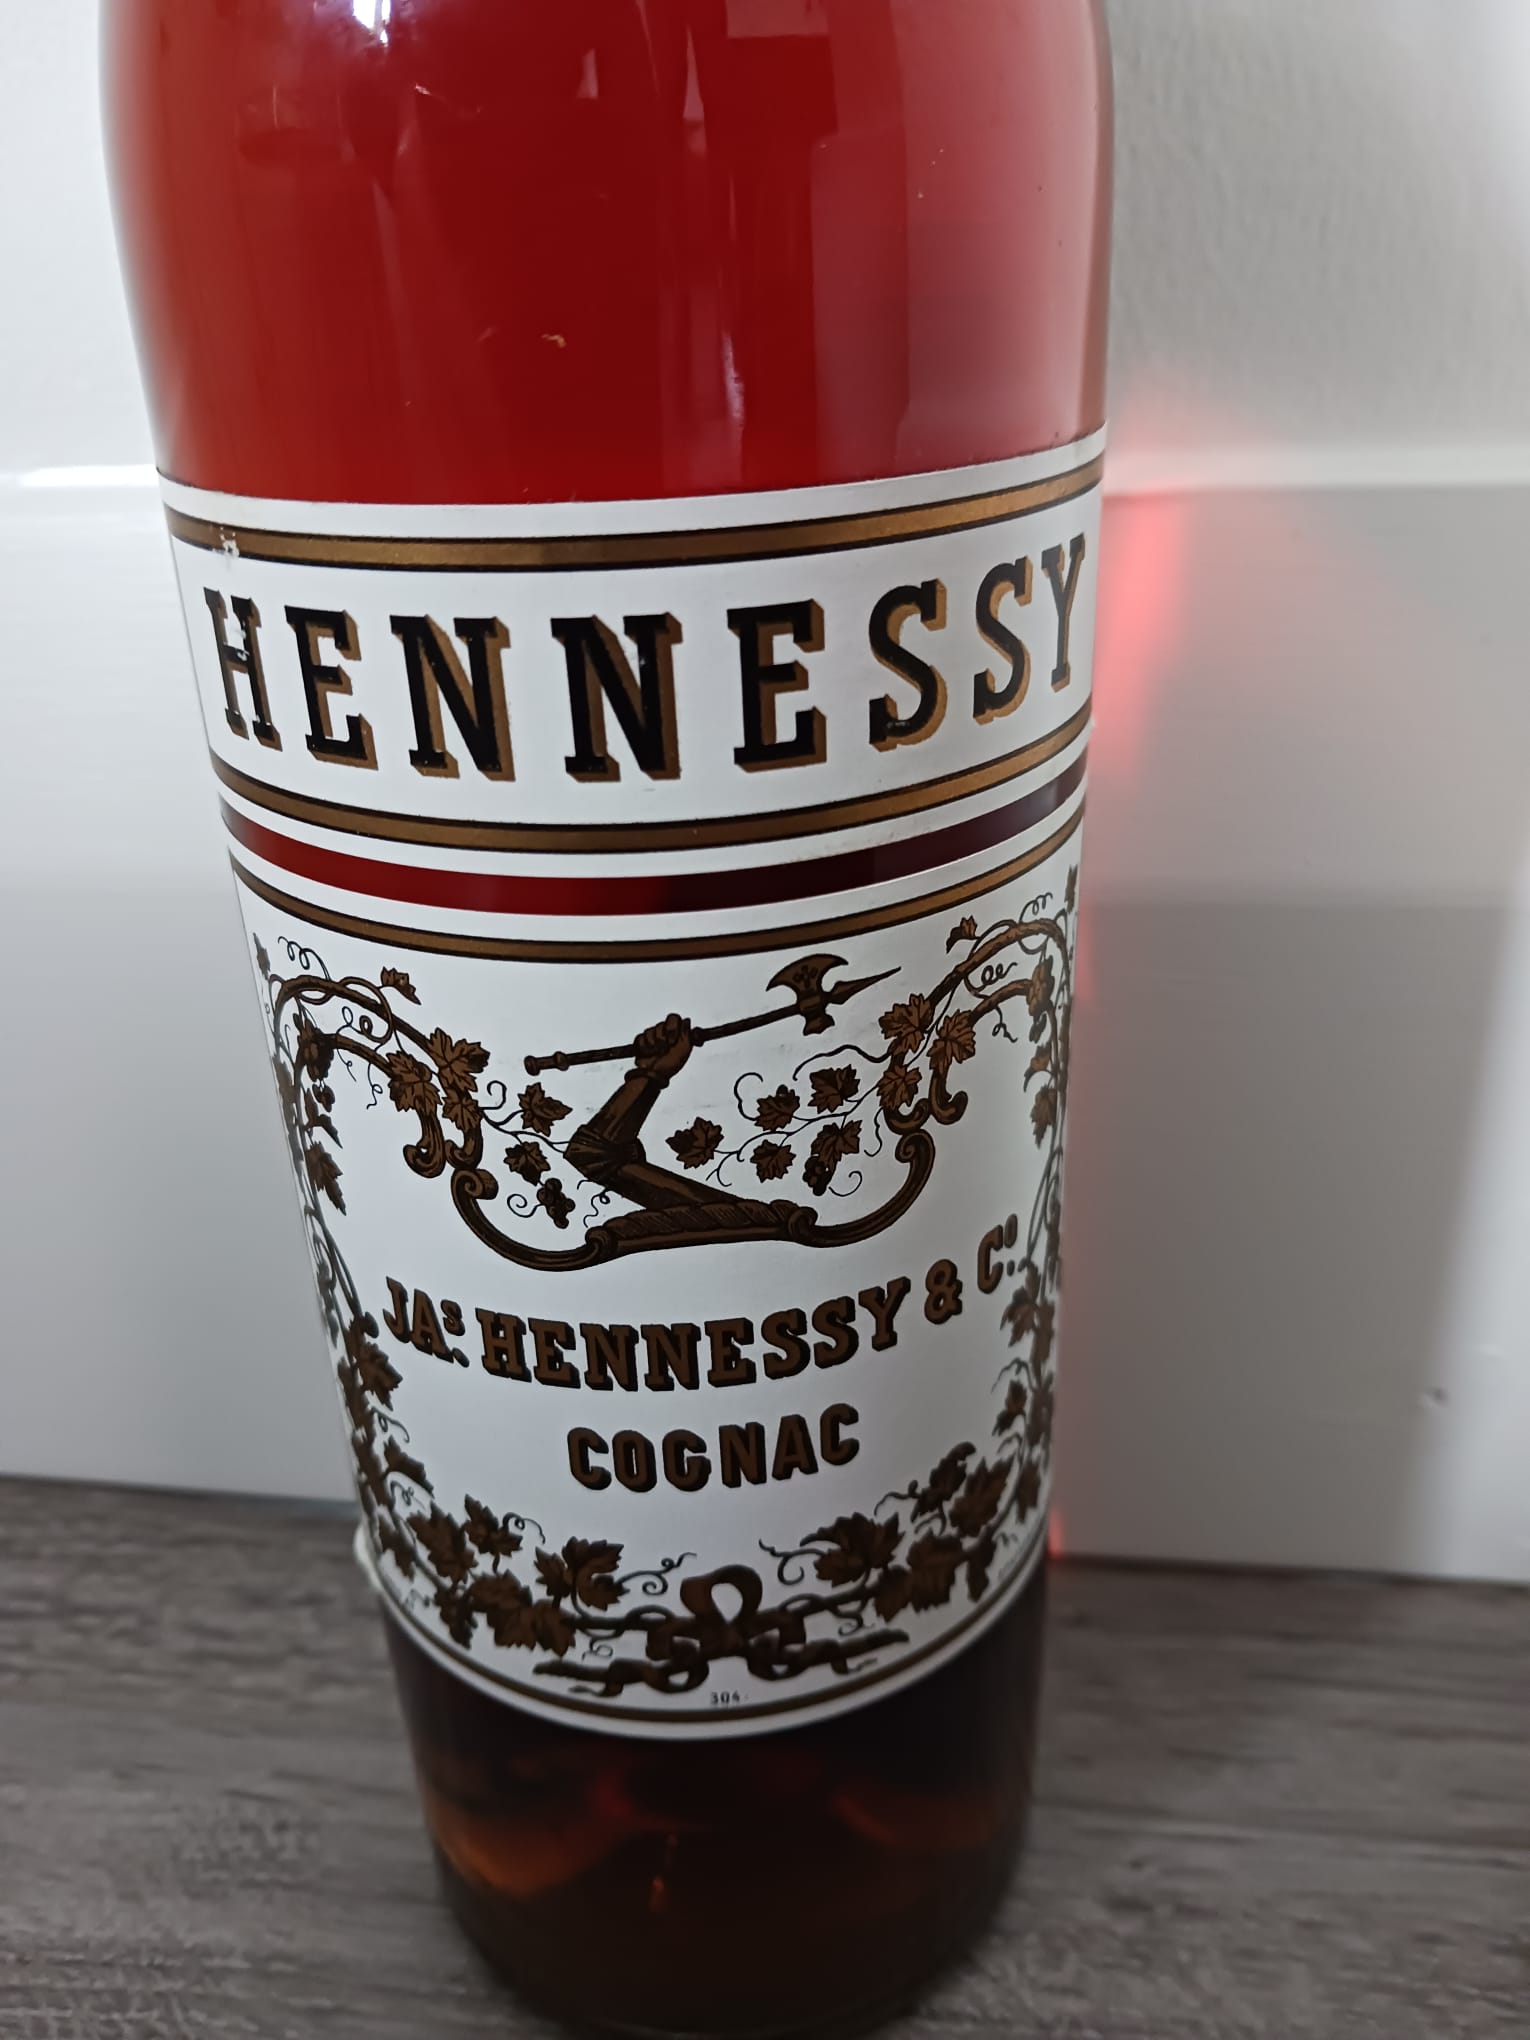 HENNESSY
JAS. HENNESSY & Cº.
COGNAC
304